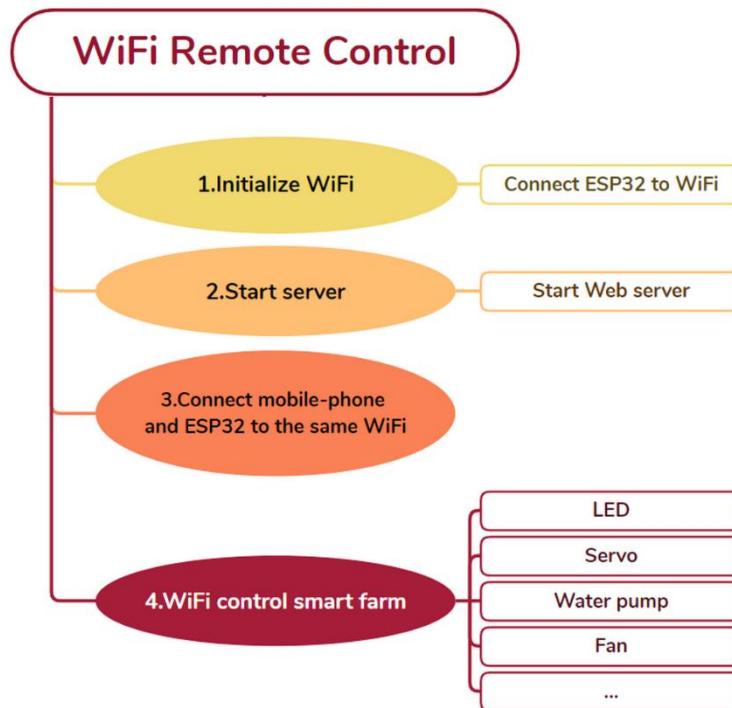 WiFi Remote Control
1.Initialize WiFi
Connect ESP32 to WiFi
2.Start server
Start Web server
3.Connect mobile-phone
and ESP32 to the same WiFi
4.WiFi control smart farm
LED
Servo
Water pump
Fan
...